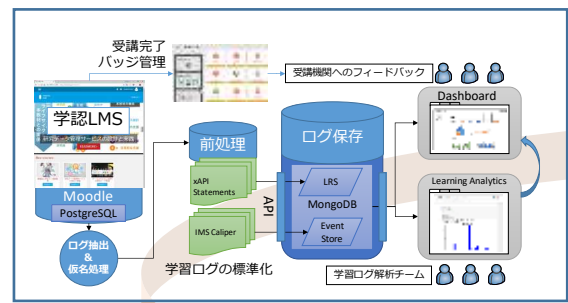 受講完了
バッジ管理
受講機関へのフィードバック
学認LMS
Moodle
PostgreSQL
ログ抽出
&
仮名処理
前処理
xAPI
Statements
IMS Caliper
学習ログの標準化
API
ログ保存
LRS
MongoDB
Event
Store
Dashboard
Learning Analytics
学習ログ解析チーム